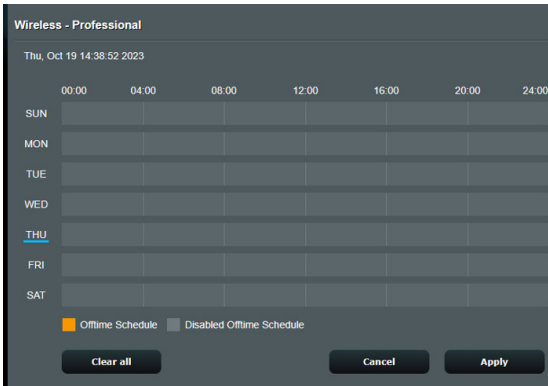 Wireless - Professional
Thu, Oct 19 14:38:52 2023
00:00 04:00 08:00 12:00 16:00 20:00 24:00
SUN
MON
TUE
WED
THU
FRI
SAT
Offtime Schedule Disabled Offtime Schedule
Clear all Cancel Apply